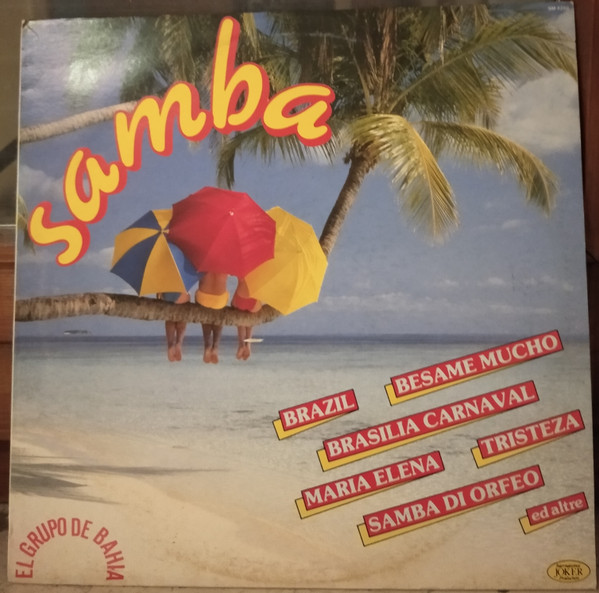 samba
BESAME MUCHO
BRAZIL
BRASILIA CARNAVAL
TRISTEZA
MARIA ELENA
SAMBA DI ORFEO
ed altre
EL GRUPO DE BAHIA
JOKER